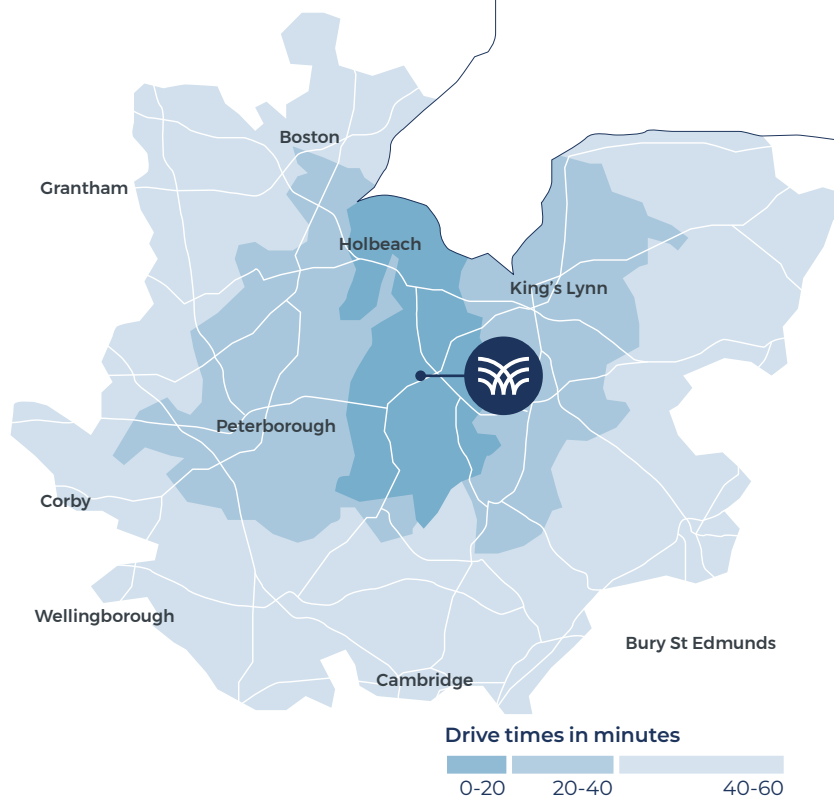 Boston
Grantham
Holbeach
King's Lynn
Peterborough
Corby
Wellingborough
Bury St Edmunds
Cambridge
Drive times in minutes
0-20 20-40 40-60